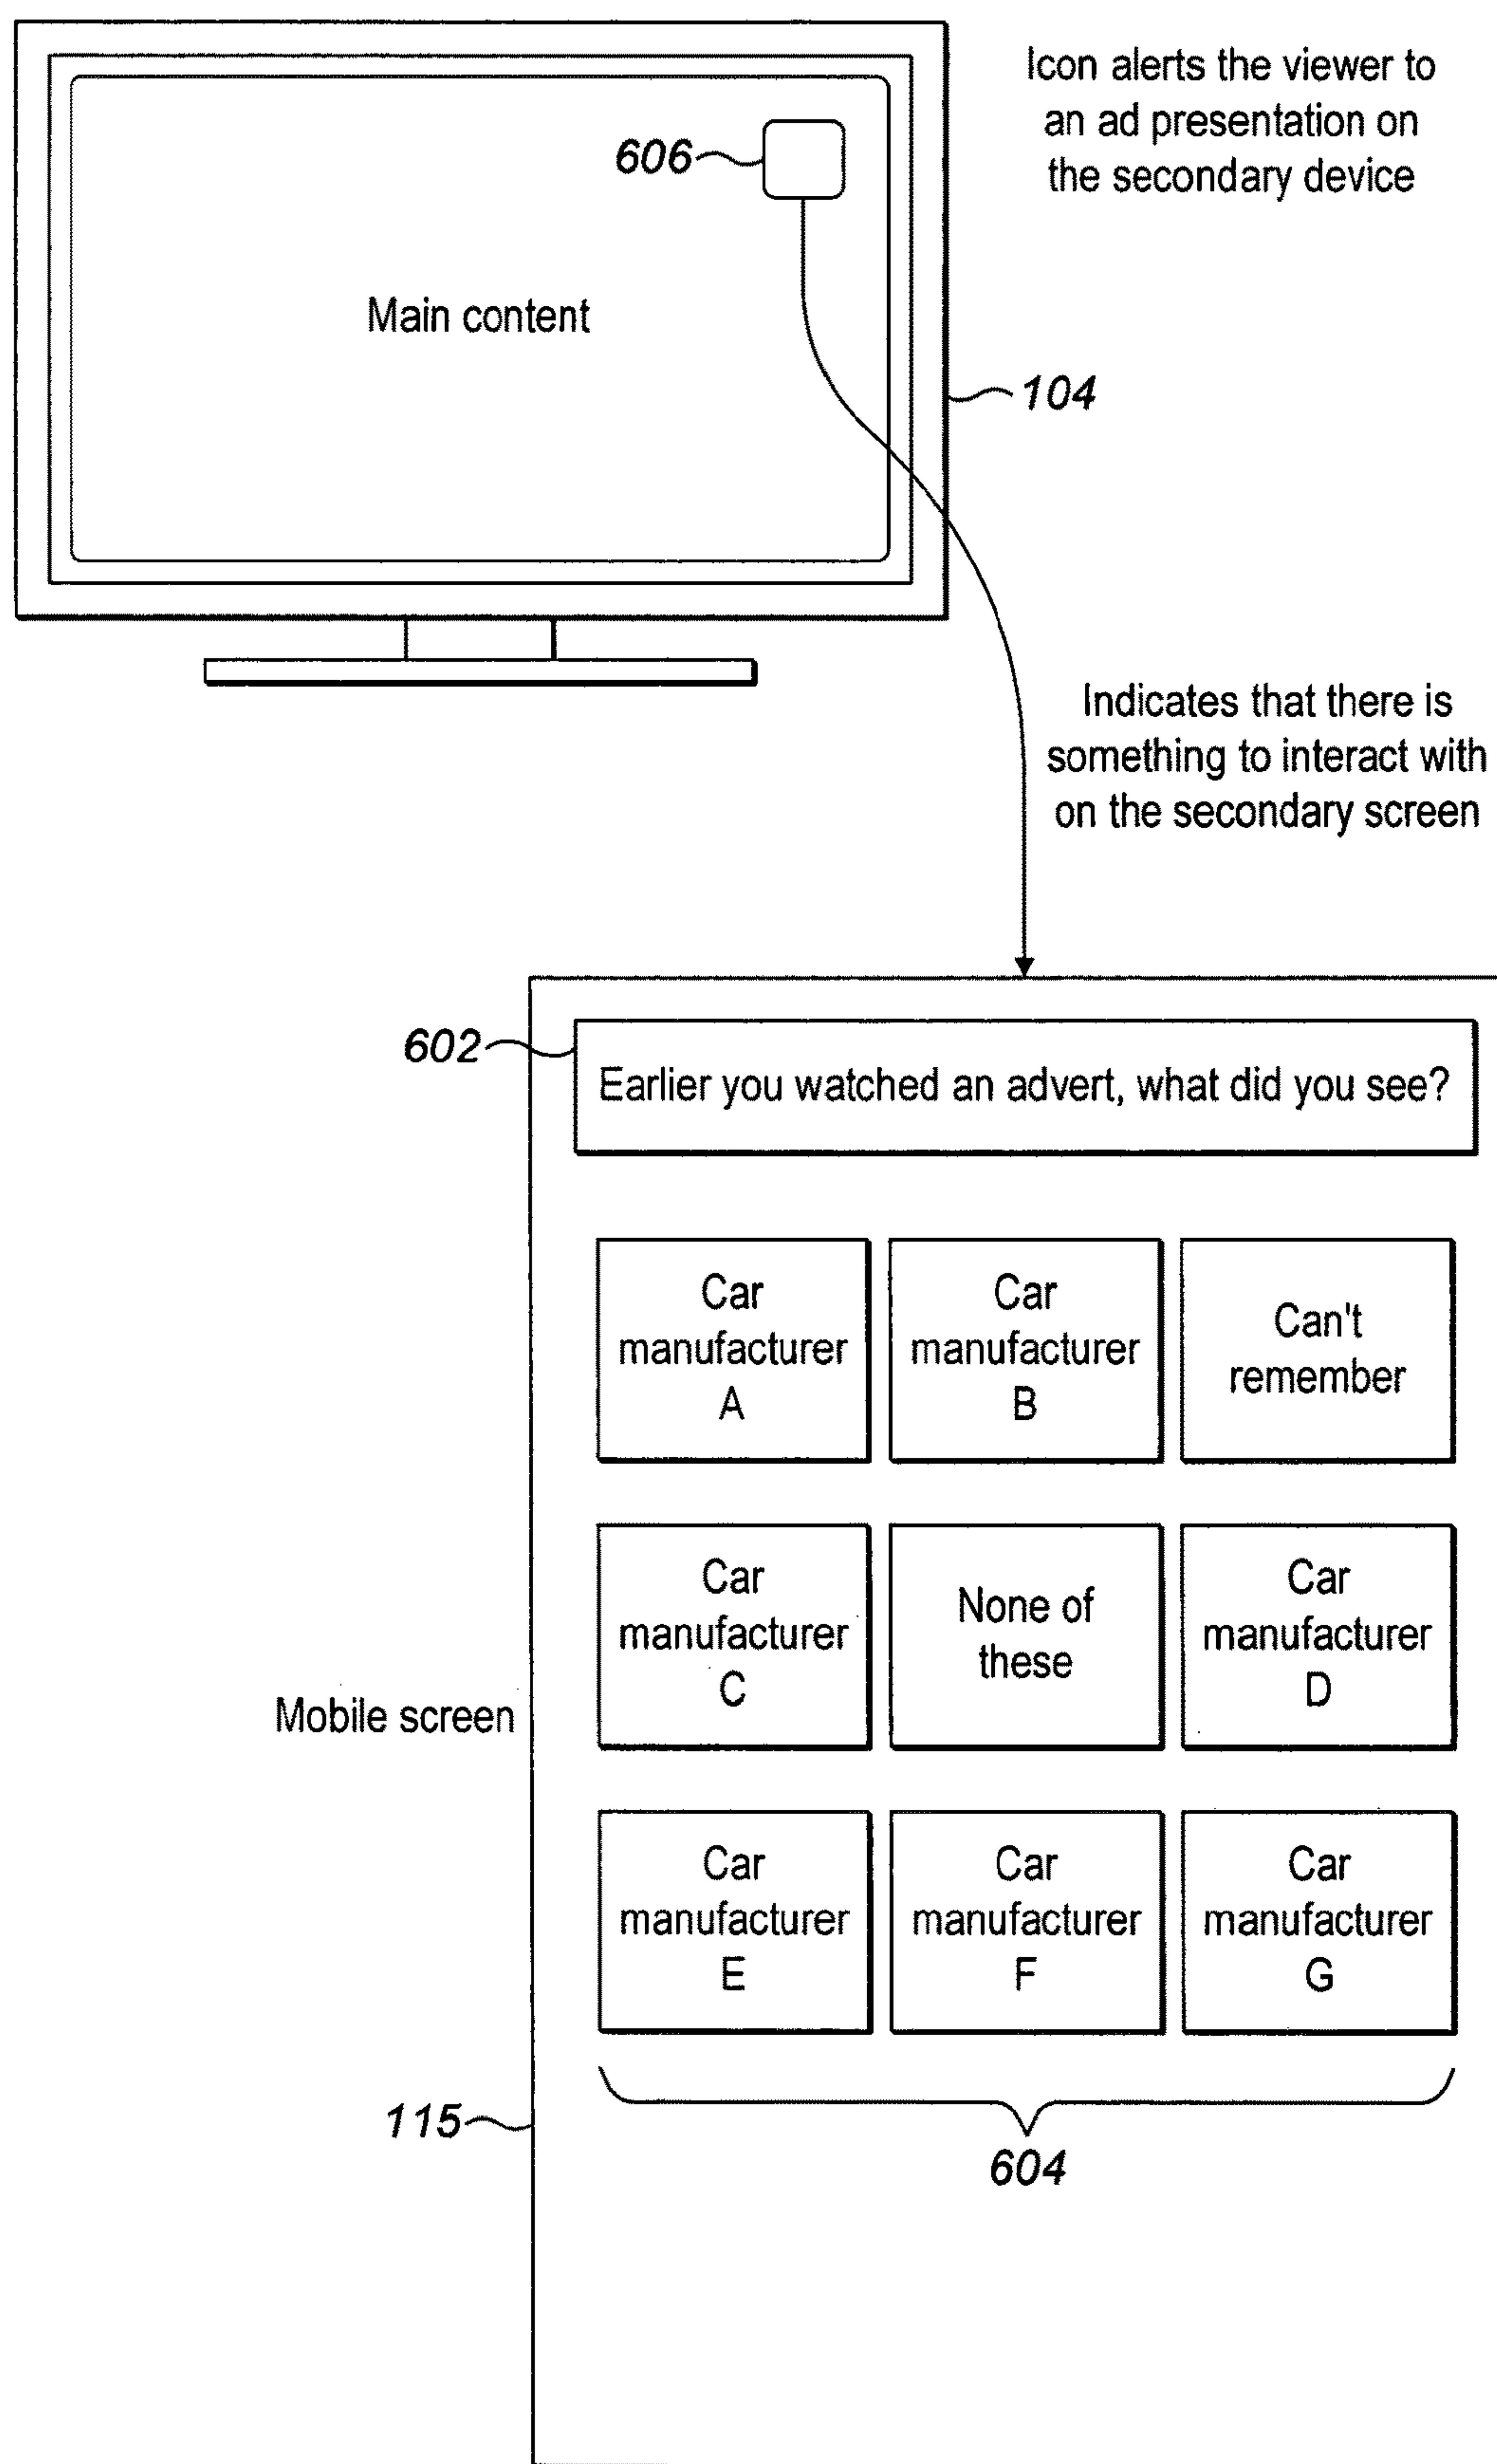 Icon alerts the viewer to
an ad presentation on
the secondary device
606
Main content
104
Indicates that there is
something to interact with
on the secondary screen
602
Earlier you watched an advert, what did you see?
Car
manufacturer
A
Car
manufacturer
B
Can't
remember
Car
manufacturer
C
None of
these
Car
manufacturer
D
Mobile screen
Car
manufacturer
E
Car
manufacturer
F
Car
manufacturer
G
115
604